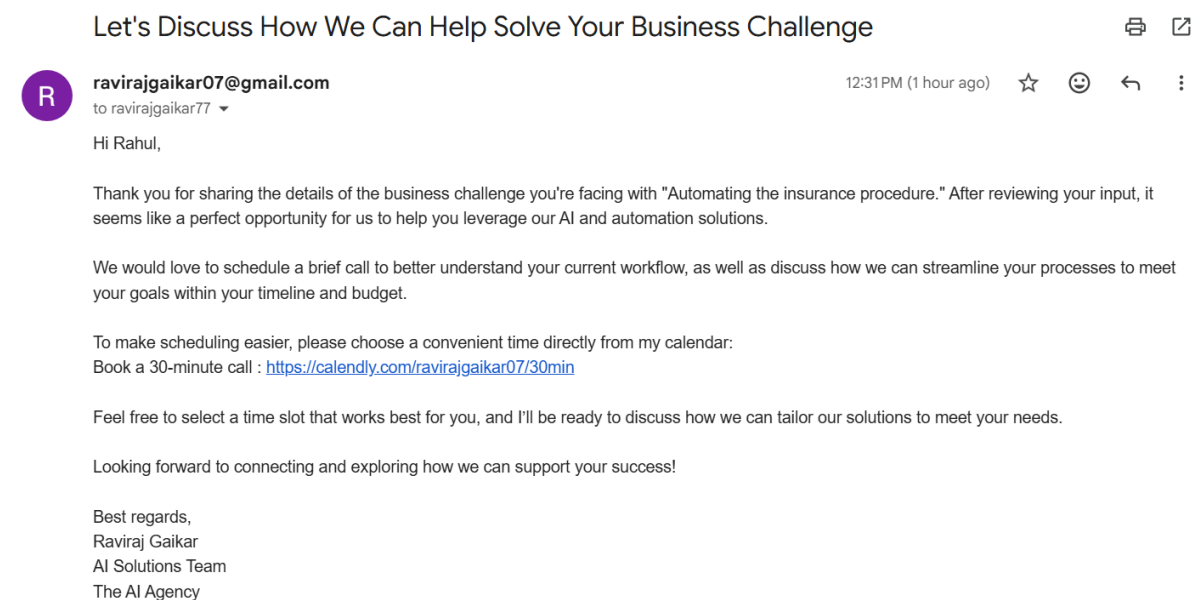 Let's Discuss How We Can Help Solve Your Business Challenge
R
ravirajgaikar07@gmail.com
12:31 PM (1 hour ago)
to ravirajgaikar77
Hi Rahul,
Thank you for sharing the details of the business challenge you're facing with "Automating the insurance procedure." After reviewing your input, it
seems like a perfect opportunity for us to help you leverage our AI and automation solutions.
We would love to schedule a brief call to better understand your current workflow, as well as discuss how we can streamline your processes to meet
your goals within your timeline and budget.
To make scheduling easier, please choose a convenient time directly from my calendar:
Book a 30-minute call : https://calendly.com/ravirajgaikar07/30min
Feel free to select a time slot that works best for you, and I’ll be ready to discuss how we can tailor our solutions to meet your needs.
Looking forward to connecting and exploring how we can support your success!
Best regards,
Raviraj Gaikar
AI Solutions Team
The AI Agency